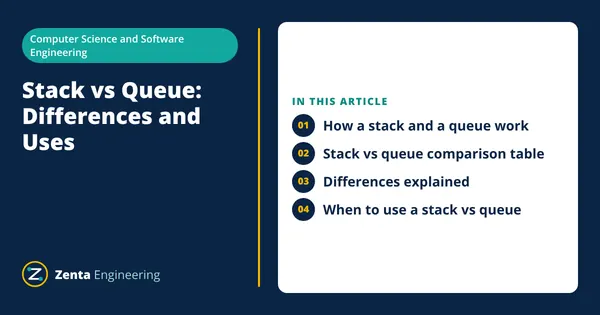 Computer Science and Software
Engineering
Stack vs Queue:
Differences and
Uses
Zenta Engineering
IN THIS ARTICLE
01 How a stack and a queue work
02 Stack vs queue comparison table
03 Differences explained
04 When to use a stack vs queue